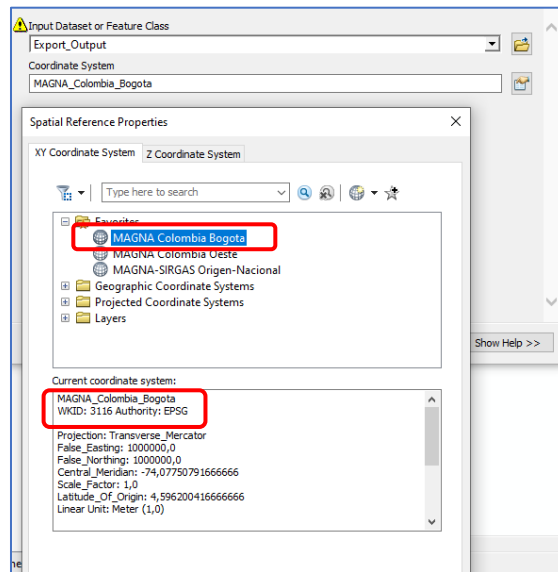 Input Dataset or Feature Class
Export_Output
Coordinate System
MAGNA_Colombia_Bogota
Spatial Reference Properties
XY Coordinate System Z Coordinate System
Type here to search
Favorites
MAGNA Colombia Bogota
MAGNA Colombia Oeste
MAGNA-SIRGAS Origen-Nacional
Geographic Coordinate Systems
Projected Coordinate Systems
Layers
Show Help >>
Current coordinate system:
MAGNA_Colombia_Bogota
WKID: 3116 Authority: EPSG
Projection: Transverse_Mercator
False_Easting: 1000000,0
False_Northing: 1000000,0
Central_Meridian: -74,07750791666666
Scale_Factor: 1,0
Latitude_Of_Origin: 4,596200416666666
Linear Unit: Meter (1,0)